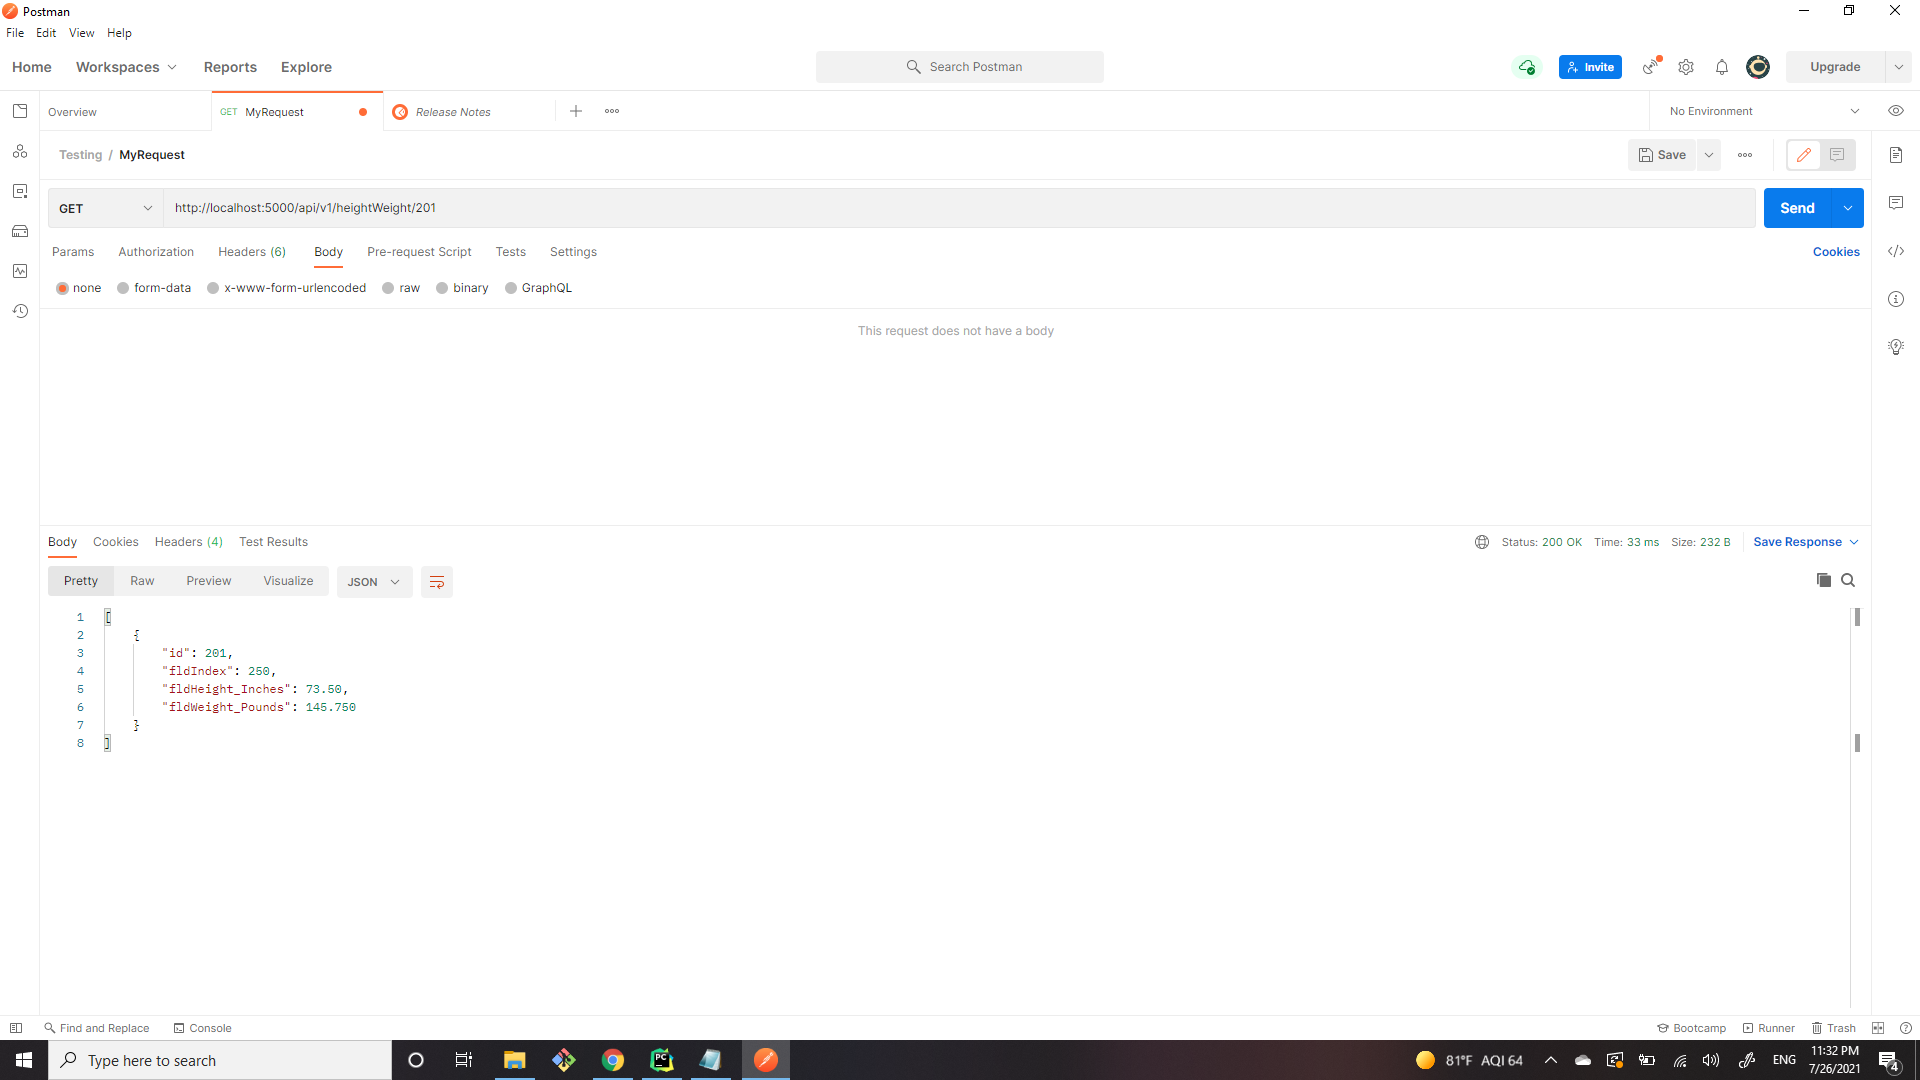 Postman
File Edit View Help
Home Workspaces Reports Explore Search Postman Invite Upgrade
Overview GET MyRequest Release Notes No Environment
Testing / MyRequest Save
GET http://localhost:5000/api/v1/heightWeight/201 Send
Params Authorization Headers (6) Body Pre-request Script Tests Settings Cookies
none form-data x-www-form-urlencoded raw binary GraphQL
This request does not have a body
Body Cookies Headers (4) Test Results Status: 200 OK Time: 33 ms Size: 232 B Save Response
Pretty Raw Preview Visualize JSON
1 [
2 {
3 "id": 201,
4 "fldIndex": 250,
5 "fldHeight_Inches": 73.50,
6 "fldWeight_Pounds": 145.750
7 }
8 ]
Find and Replace Console Bootcamp Runner Trash
Type here to search PC 81°F AQI 64 ENG 11:32 PM
7/26/2021 4